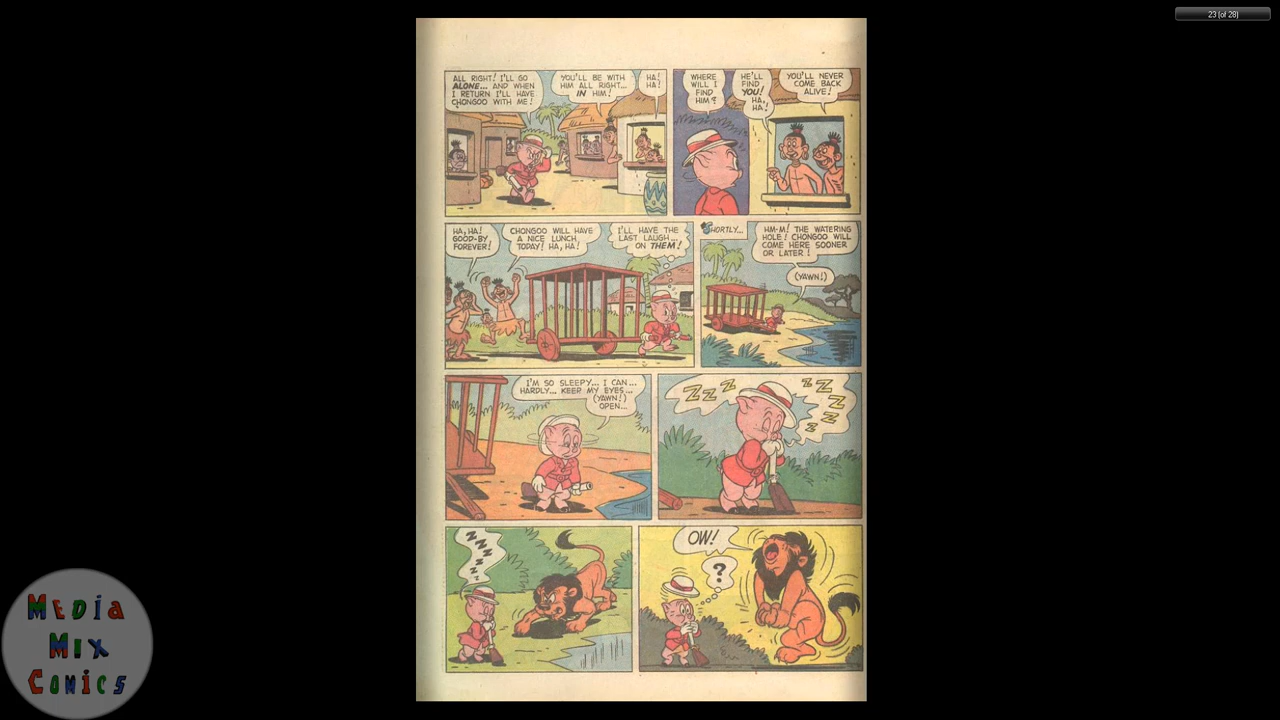 23 (of 28)
ALL RIGHT! I'LL GO
ALONE... AND WHEN
I RETURN I'LL HAVE
CHONGOO WITH ME!
YOU'LL BE WITH
HIM ALL RIGHT...
IN HIM!
HA!
HA!
WHERE
WILL I
FIND
HIM?
HE'LL
FIND
YOU!
HA,
HA!
YOU'LL NEVER
COME BACK
ALIVE!
HA, HA!
GOOD-BY
FOREVER!
CHONGOO WILL HAVE
A NICE LUNCH
TODAY! HA, HA!
I'LL HAVE THE
LAST LAUGH...
ON THEM!
SHORTLY...
HM-M! THE WATERING
HOLE! CHONGOO WILL
COME HERE SOONER
OR LATER!
(YAWN!)
I'M SO SLEEPY... I CAN...
HARDLY... KEEP MY EYES...
(YAWN!)
OPEN...
Z Z Z
Z Z Z Z Z
Z Z Z Z Z
OW!
?
MEDIA
MIX
COMICS